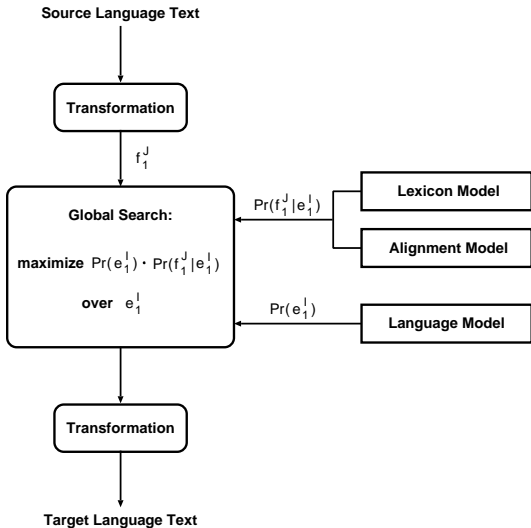 Source Language Text
Transformation
f_1^J
Global Search:
maximize Pr(e_1^I) · Pr(f_1^J | e_1^I)
over e_1^I
Pr(f_1^J | e_1^I)
Lexicon Model
Alignment Model
Pr(e_1^I)
Language Model
Transformation
Target Language Text